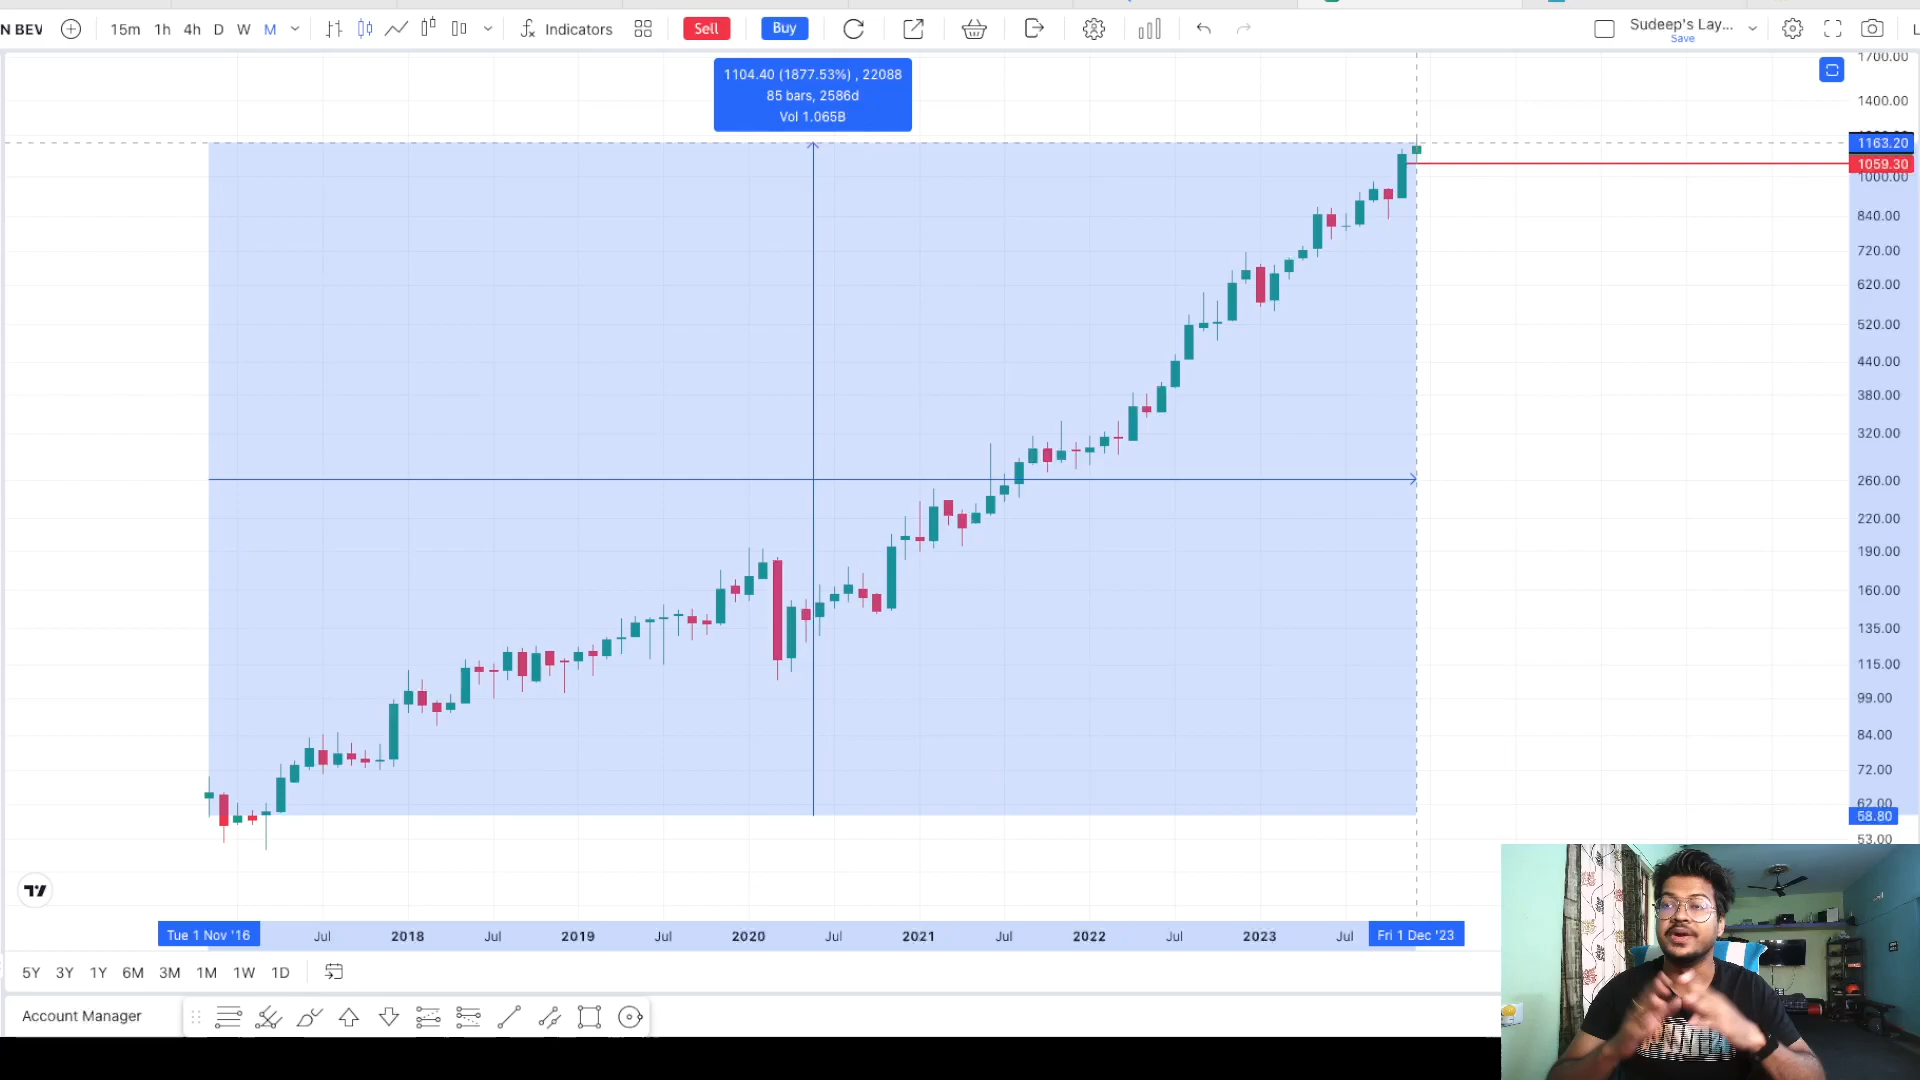 N BEV
15m 1h 4h D W M
Indicators
Sell
Buy
Sudeep's Lay...
Save
1104.40 (1877.53%) , 22088
85 bars, 2586d
Vol 1.065B
1700.00
1400.00
1163.20
1059.30
1000.00
840.00
720.00
620.00
520.00
440.00
380.00
320.00
260.00
220.00
190.00
160.00
135.00
115.00
99.00
84.00
72.00
62.00
58.80
53.00
Tue 1 Nov '16 Jul 2018 Jul 2019 Jul 2020 Jul 2021 Jul 2022 Jul 2023 Jul Fri 1 Dec '23
5Y 3Y 1Y 6M 3M 1M 1W 1D
Account Manager